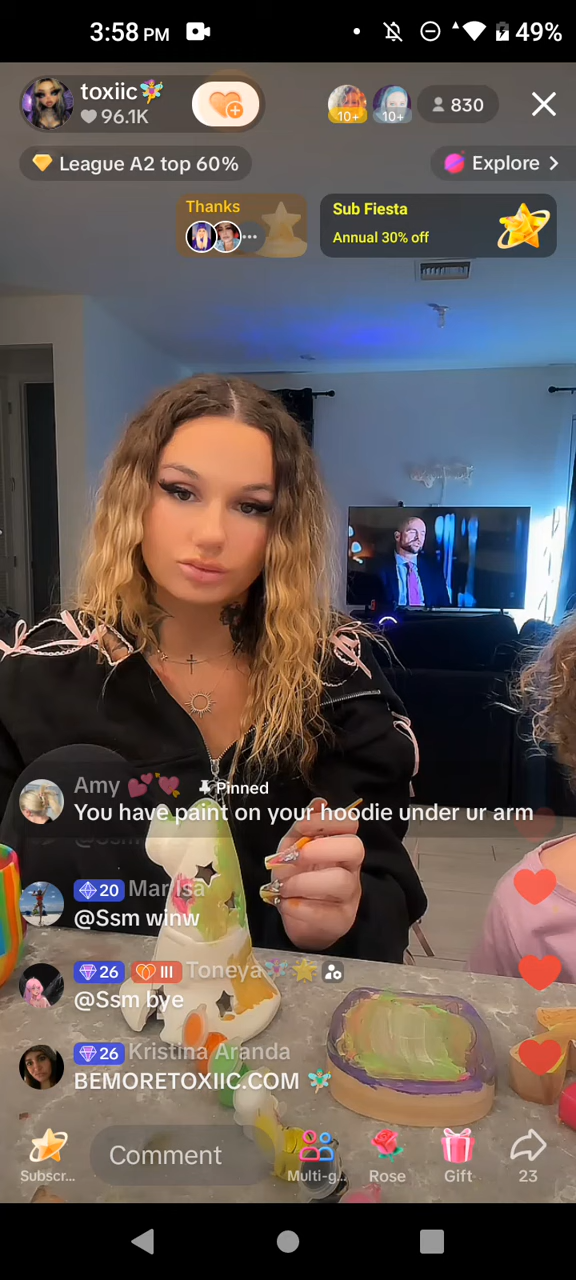 3:58 PM
49%
toxiic🧚
96.1K
10+
10+
830
League A2 top 60%
Explore >
Thanks
Sub Fiesta
Annual 30% off
Amy 💕💘 Pinned
You have paint on your hoodie under ur arm
20 Marisa
@Ssm winw
26 III Toneya🧚🌟
@Ssm bye
26 Kristina Aranda
BEMORETOXIIC.COM 🧚
Comment
Subscr...
Multi-g...
Rose
Gift
23